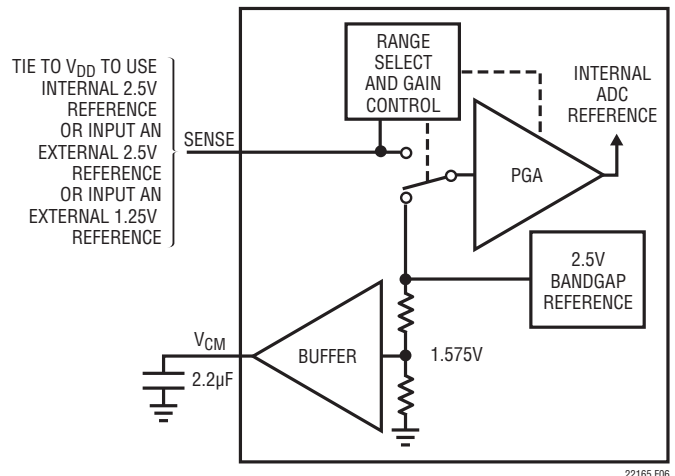 TIE TO VDD TO USE
INTERNAL 2.5V
REFERENCE
OR INPUT AN
EXTERNAL 2.5V
REFERENCE
OR INPUT AN
EXTERNAL 1.25V
REFERENCE
SENSE
RANGE
SELECT
AND GAIN
CONTROL
INTERNAL
ADC
REFERENCE
PGA
2.5V
BANDGAP
REFERENCE
VCM
2.2µF
BUFFER
1.575V
22165 F06